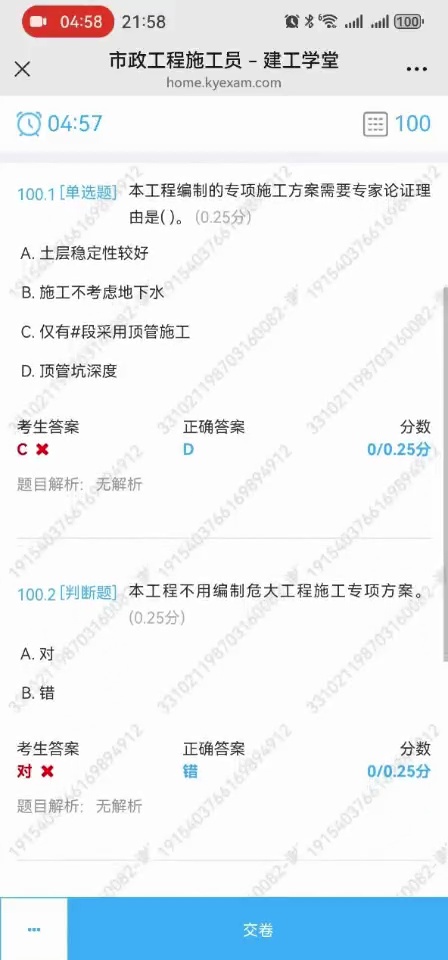 04:58 21:58 6 100
市政工程施工员 – 建工学堂
home.kyexam.com
04:57 100
100.1 [单选题] 本工程编制的专项施工方案需要专家论证理
由是( )。 (0.25分)
A. 土层稳定性较好
B. 施工不考虑地下水
C. 仅有#段采用顶管施工
D. 顶管坑深度
考生答案 正确答案 分数
C ✖ D 0/0.25分
题目解析: 无解析
100.2 [判断题] 本工程不用编制危大工程施工专项方案。
(0.25分)
A. 对
B. 错
考生答案 正确答案 分数
对 ✖ 错 0/0.25分
题目解析: 无解析
... 交卷